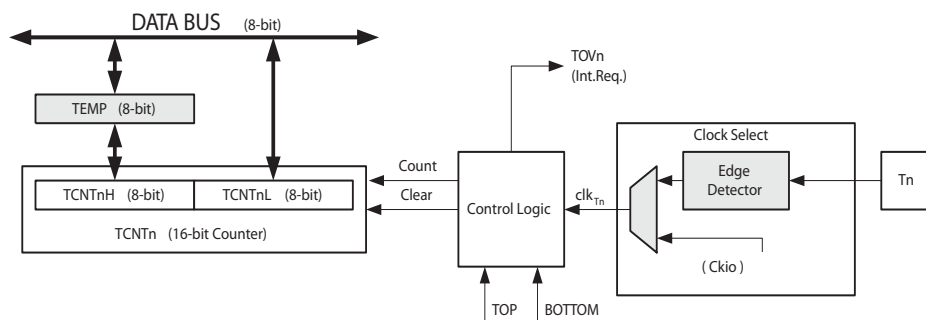 DATA BUS (8-bit)
TOVn
(Int.Req.)
TEMP (8-bit)
Clock Select
Count
Edge
Detector
Tn
TCNTnH (8-bit) TCNTnL (8-bit)
Clear
Control Logic
clkTn
TCNTn (16-bit Counter)
( Ckio )
TOP
BOTTOM